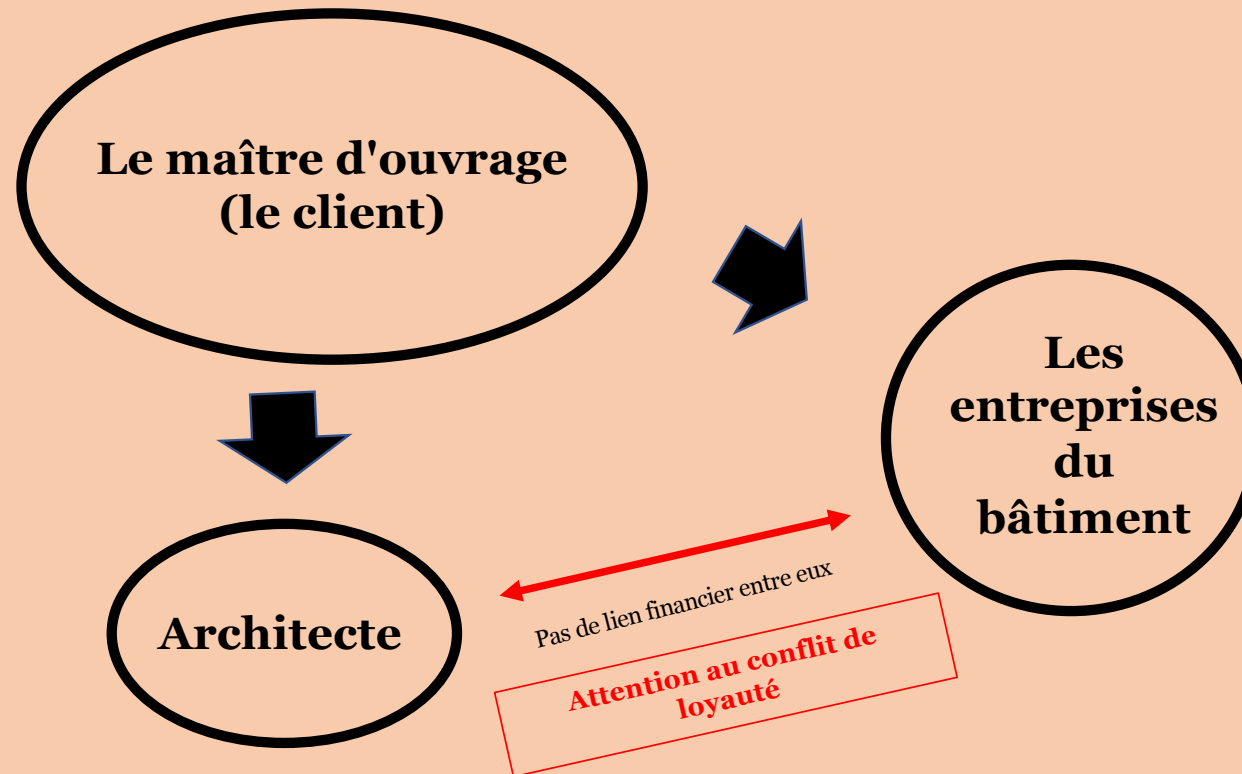 Le maître d'ouvrage
(le client)
Les
entreprises
du
bâtiment
Architecte
Pas de lien financier entre eux
Attention au conflit de
loyauté